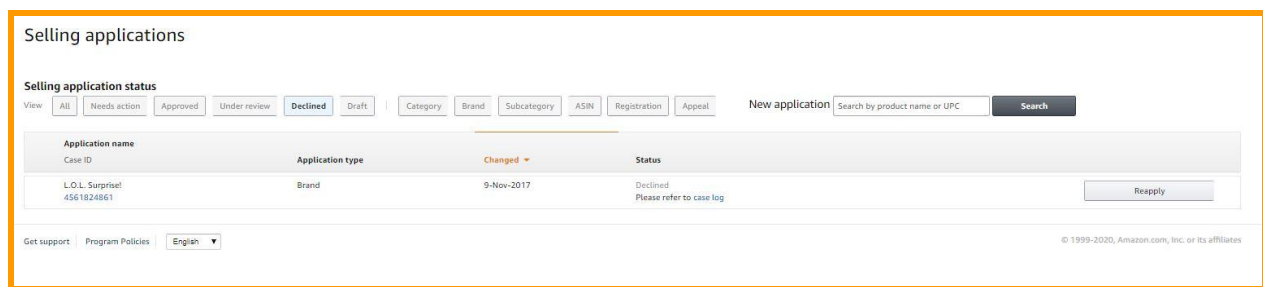 Selling applications
Selling application status
View All Needs action Approved Under review Declined Draft Category Brand Subcategory ASIN Registration Appeal New application Search by product name or UPC Search
Application name
Case ID Application type Changed Status
L.O.L. Surprise! Brand 9-Nov-2017 Declined
4561824861 Please refer to case log
Reapply
Get support Program Policies English © 1999-2020, Amazon.com, Inc. or its affiliates